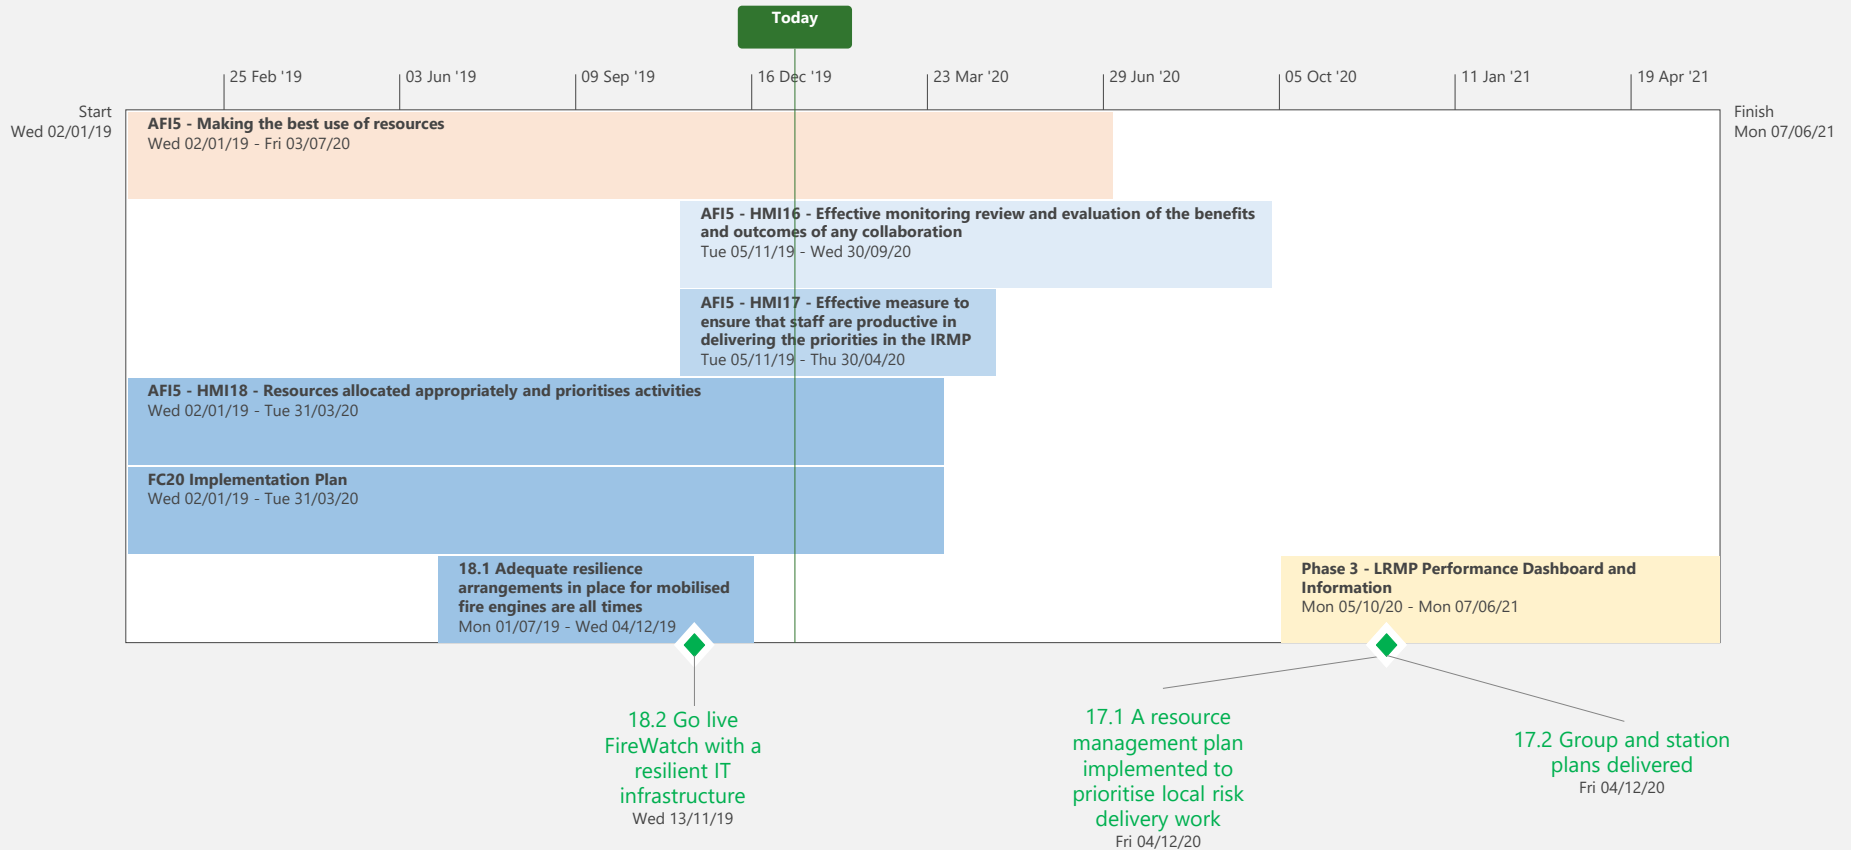 Today
25 Feb '19
03 Jun '19
09 Sep '19
16 Dec '19
23 Mar '20
29 Jun '20
05 Oct '20
11 Jan '21
19 Apr '21
Start
Wed 02/01/19
Finish
Mon 07/06/21
AFI5 - Making the best use of resources
Wed 02/01/19 - Fri 03/07/20
AFI5 - HMI16 - Effective monitoring review and evaluation of the benefits
and outcomes of any collaboration
Tue 05/11/19 - Wed 30/09/20
AFI5 - HMI17 - Effective measure to
ensure that staff are productive in
delivering the priorities in the IRMP
Tue 05/11/19 - Thu 30/04/20
AFI5 - HMI18 - Resources allocated appropriately and prioritises activities
Wed 02/01/19 - Tue 31/03/20
FC20 Implementation Plan
Wed 02/01/19 - Tue 31/03/20
18.1 Adequate resilience
arrangements in place for mobilised
fire engines are all times
Mon 01/07/19 - Wed 04/12/19
Phase 3 - LRMP Performance Dashboard and
Information
Mon 05/10/20 - Mon 07/06/21
18.2 Go live
FireWatch with a
resilient IT
infrastructure
Wed 13/11/19
17.1 A resource
management plan
implemented to
prioritise local risk
delivery work
Fri 04/12/20
17.2 Group and station
plans delivered
Fri 04/12/20